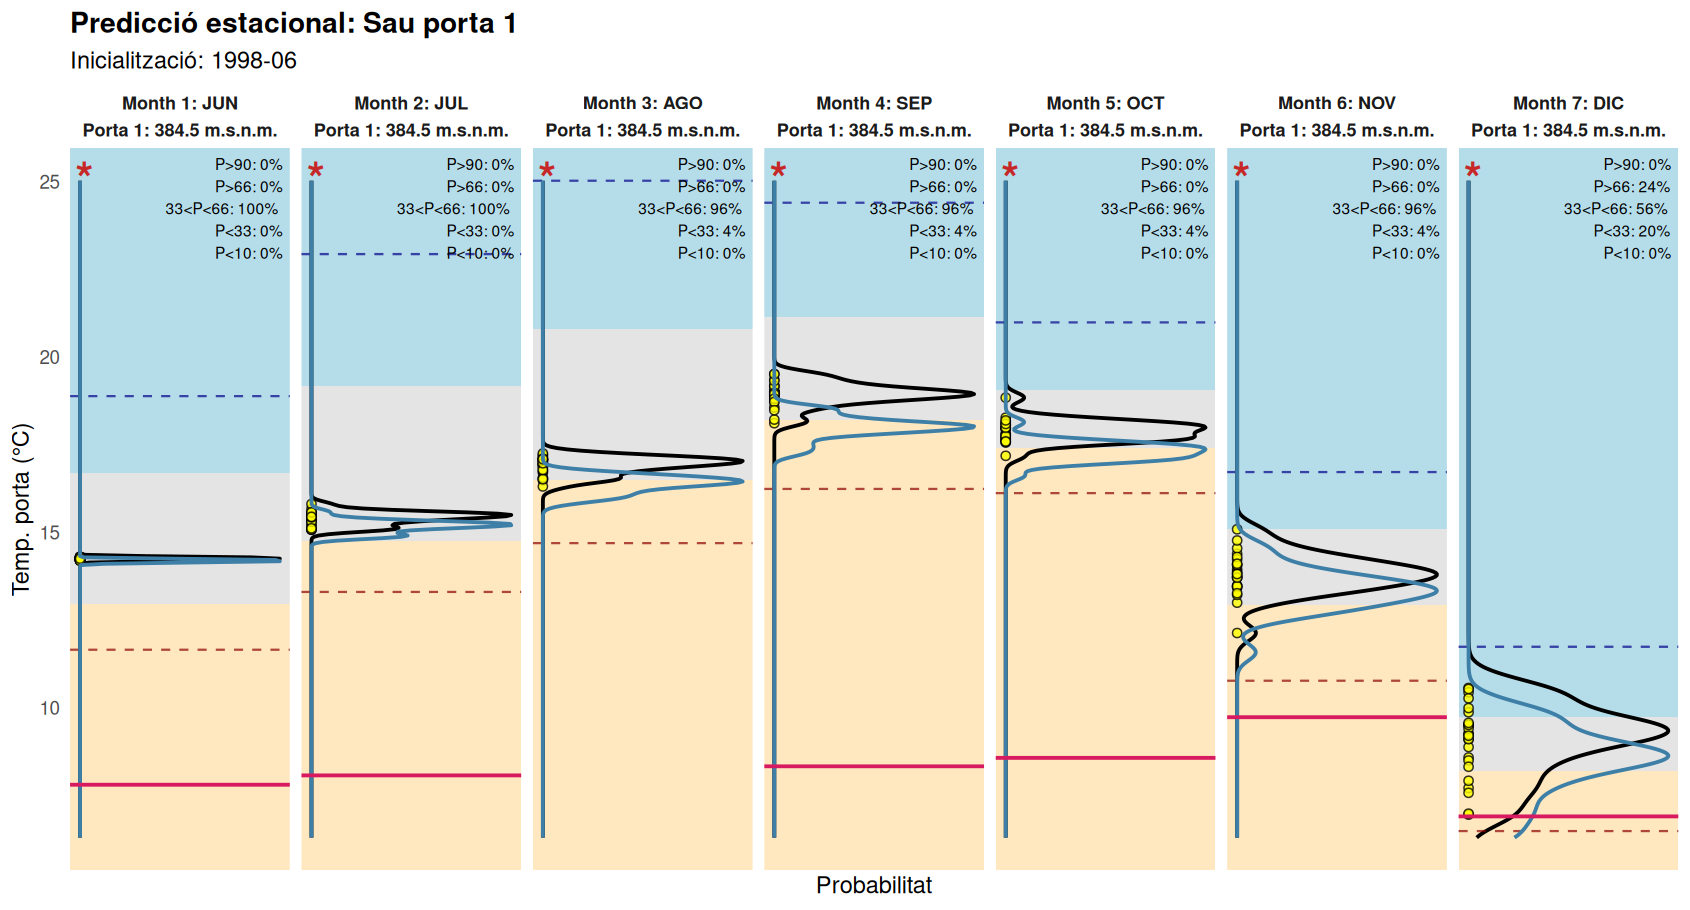 Predicció estacional: Sau porta 1
Inicialització: 1998-06
Month 1: JUN
Porta 1: 384.5 m.s.n.m.
Month 2: JUL
Porta 1: 384.5 m.s.n.m.
Month 3: AGO
Porta 1: 384.5 m.s.n.m.
Month 4: SEP
Porta 1: 384.5 m.s.n.m.
Month 5: OCT
Porta 1: 384.5 m.s.n.m.
Month 6: NOV
Porta 1: 384.5 m.s.n.m.
Month 7: DIC
Porta 1: 384.5 m.s.n.m.
Temp. porta (°C)
25
20
15
10
*
P>90: 0%
P>66: 0%
33<P<66: 100%
P<33: 0%
P<10: 0%
*
P>90: 0%
P>66: 0%
33<P<66: 100%
P<33: 0%
P<10: 0%
*
P>90: 0%
P>66: 0%
33<P<66: 96%
P<33: 4%
P<10: 0%
*
P>90: 0%
P>66: 0%
33<P<66: 96%
P<33: 4%
P<10: 0%
*
P>90: 0%
P>66: 0%
33<P<66: 96%
P<33: 4%
P<10: 0%
*
P>90: 0%
P>66: 0%
33<P<66: 96%
P<33: 4%
P<10: 0%
*
P>90: 0%
P>66: 24%
33<P<66: 56%
P<33: 20%
P<10: 0%
Probabilitat